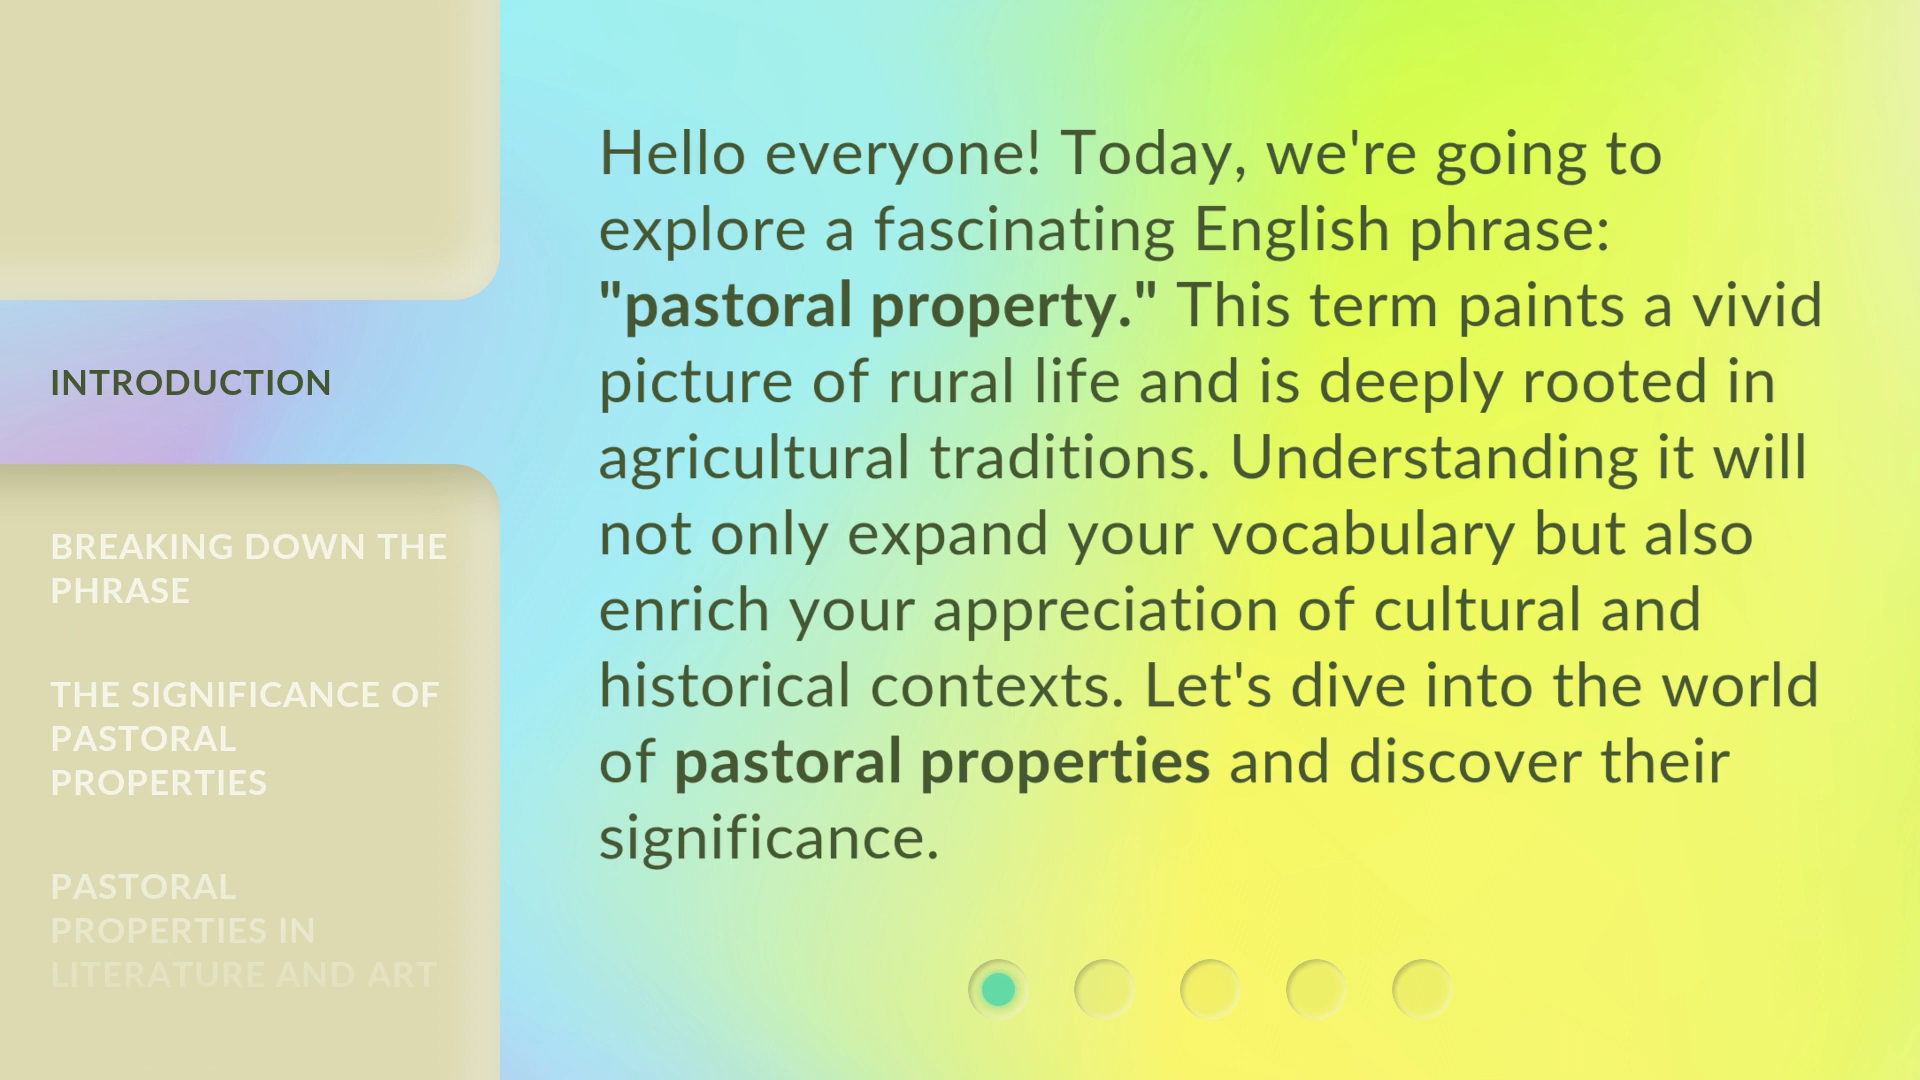 INTRODUCTION
BREAKING DOWN THE
PHRASE
THE SIGNIFICANCE OF
PASTORAL
PROPERTIES
PASTORAL
PROPERTIES IN
LITERATURE AND ART
Hello everyone! Today, we're going to
explore a fascinating English phrase:
"pastoral property." This term paints a vivid
picture of rural life and is deeply rooted in
agricultural traditions. Understanding it will
not only expand your vocabulary but also
enrich your appreciation of cultural and
historical contexts. Let's dive into the world
of pastoral properties and discover their
significance.